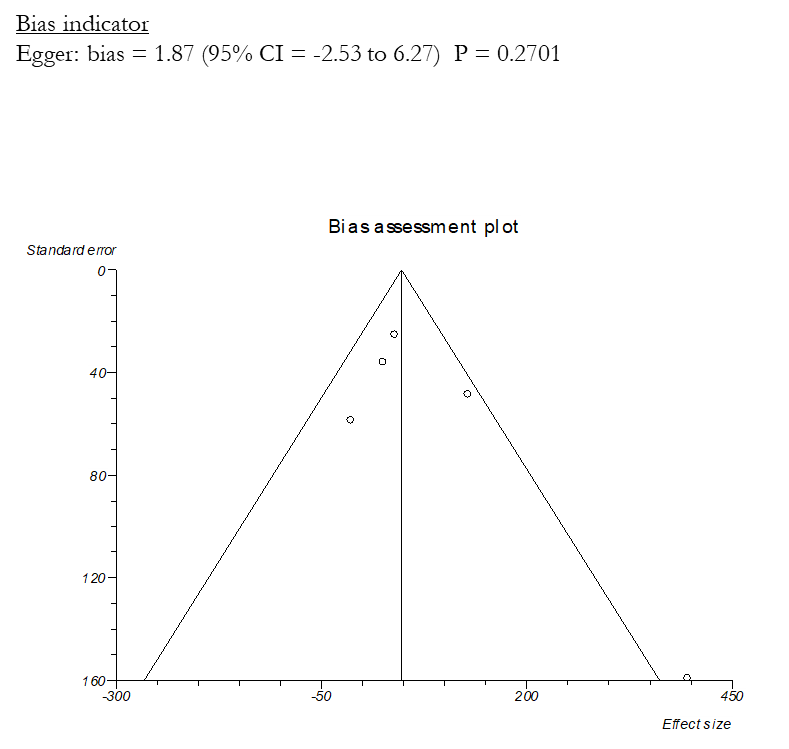 Bias indicator
Egger: bias = 1.87 (95% CI = -2.53 to 6.27) P = 0.2701
Bias assessment plot
Standard error
0
40
80
120
160
-300 -50 200 450
Effect size